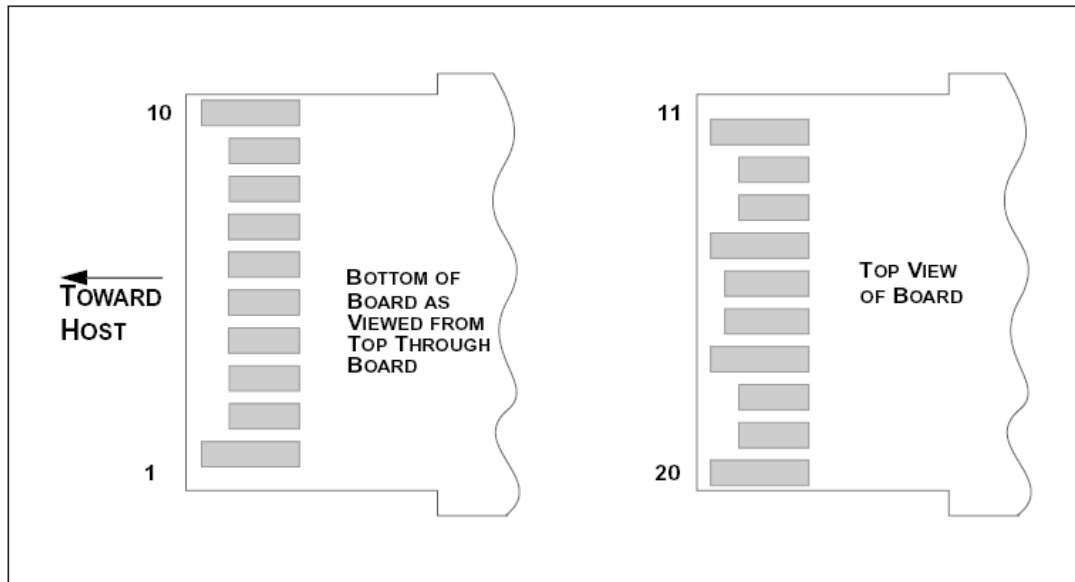 10
11
TOWARD
HOST
BOTTOM OF
BOARD AS
VIEWED FROM
TOP THROUGH
BOARD
TOP VIEW
OF BOARD
1
20